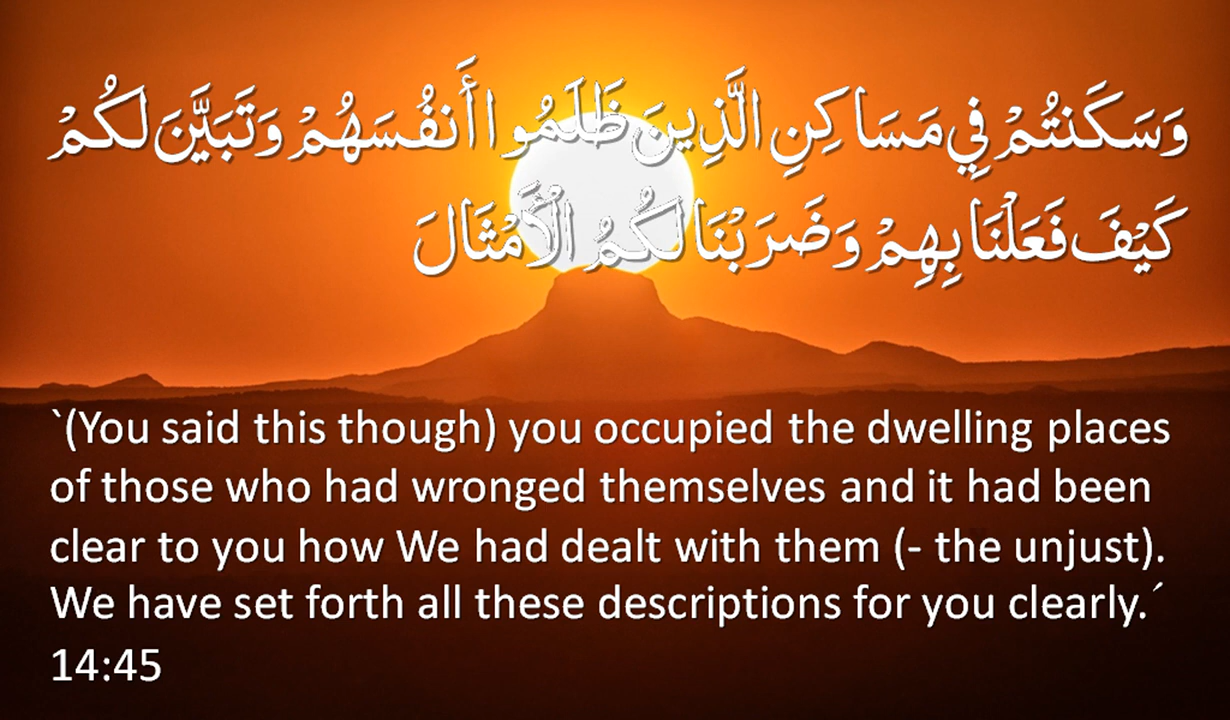 وَسَكَنتُمْ فِي مَسَاكِنِ الَّذِينَ ظَلَمُوا أَنفُسَهُمْ وَتَبَيَّنَ لَكُمْ
كَيْفَ فَعَلْنَا بِهِمْ وَضَرَبْنَا لَكُمُ الْأَمْثَالَ
`(You said this though) you occupied the dwelling places
of those who had wronged themselves and it had been
clear to you how We had dealt with them (- the unjust).
We have set forth all these descriptions for you clearly.´
14:45